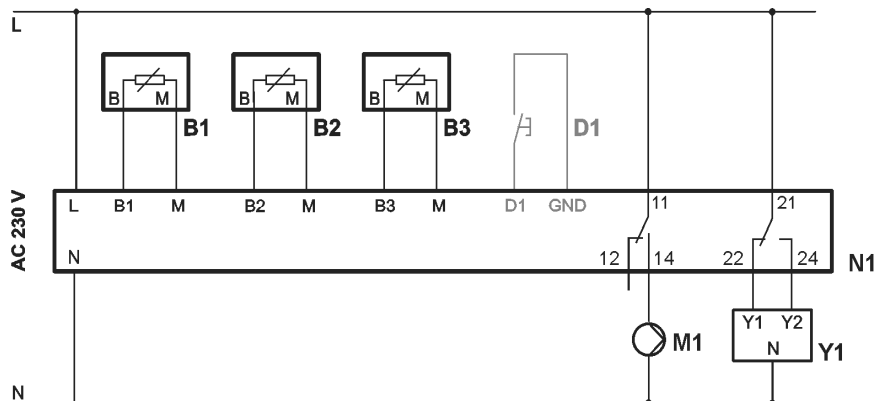 L
B M B M B M
B1 B2 B3 D1
AC 230 V
L B1 M B2 M B3 M D1 GND 11 21
N 12 14 22 24 N1
Y1 Y2
M1 N Y1
N